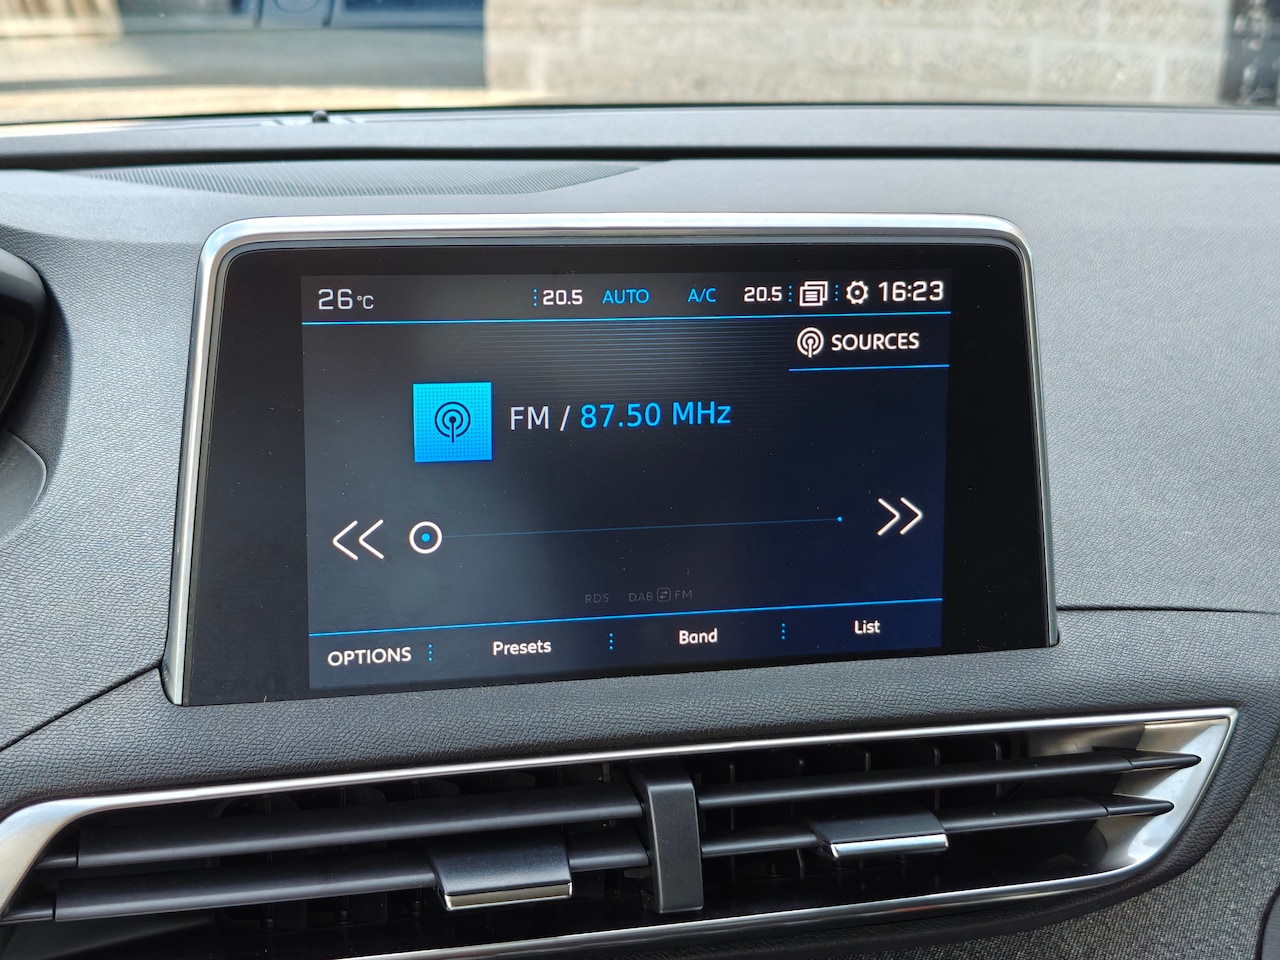 26°C 20.5 AUTO A/C 20.5 16:23
SOURCES
FM / 87.50 MHz
RDS DAB FM
OPTIONS Presets Band List